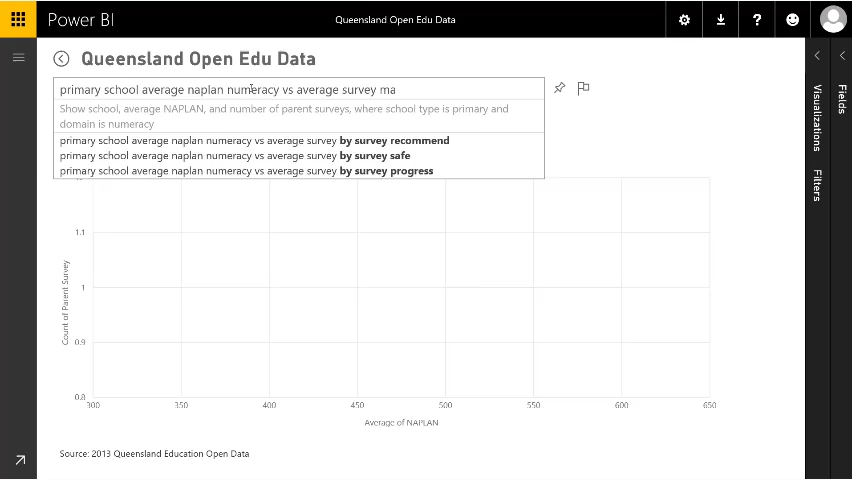 Power BI
Queensland Open Edu Data
?
Queensland Open Edu Data
primary school average naplan numeracy vs average survey ma
Show school, average NAPLAN, and number of parent surveys, where school type is primary and
domain is numeracy
primary school average naplan numeracy vs average survey by survey recommend
primary school average naplan numeracy vs average survey by survey safe
primary school average naplan numeracy vs average survey by survey progress
Visualizations
Filters
Fields
1.1
1
0.9
0.8
Count of Parent Survey
300 350 400 450 500 550 600 650
Average of NAPLAN
Source: 2013 Queensland Education Open Data